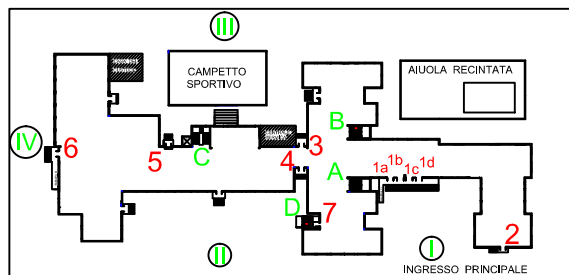 III
CAMPETTO
SPORTIVO
AIUOLA RECINTATA
B
3
IV
6
5
C
4
A
1a
1b
1c
1d
D
7
2
II
I
INGRESSO PRINCIPALE